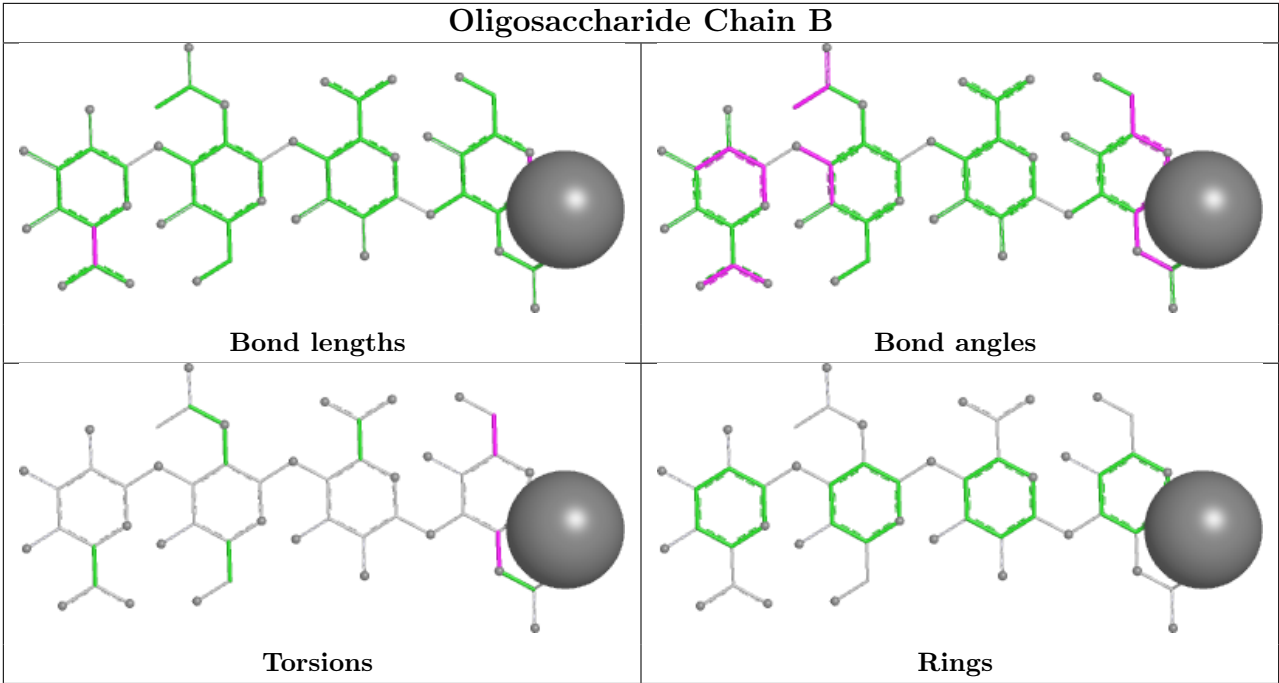 Oligosaccharide Chain B
Bond lengths
Bond angles
Torsions
Rings